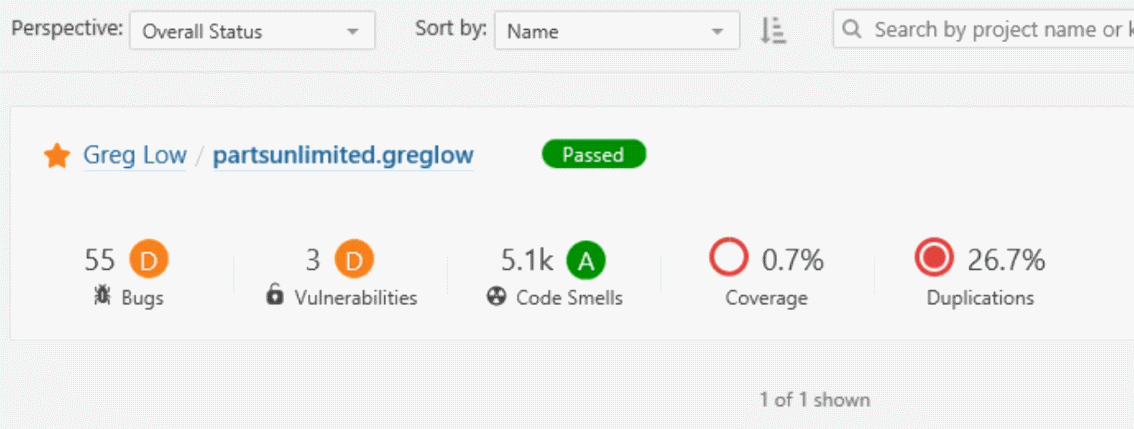 Perspective: Overall Status Sort by: Name Search by project name or k
Greg Low / partsunlimited.greglow Passed
55 D 3 D 5.1k A 0.7% 26.7%
Bugs Vulnerabilities Code Smells Coverage Duplications
1 of 1 shown